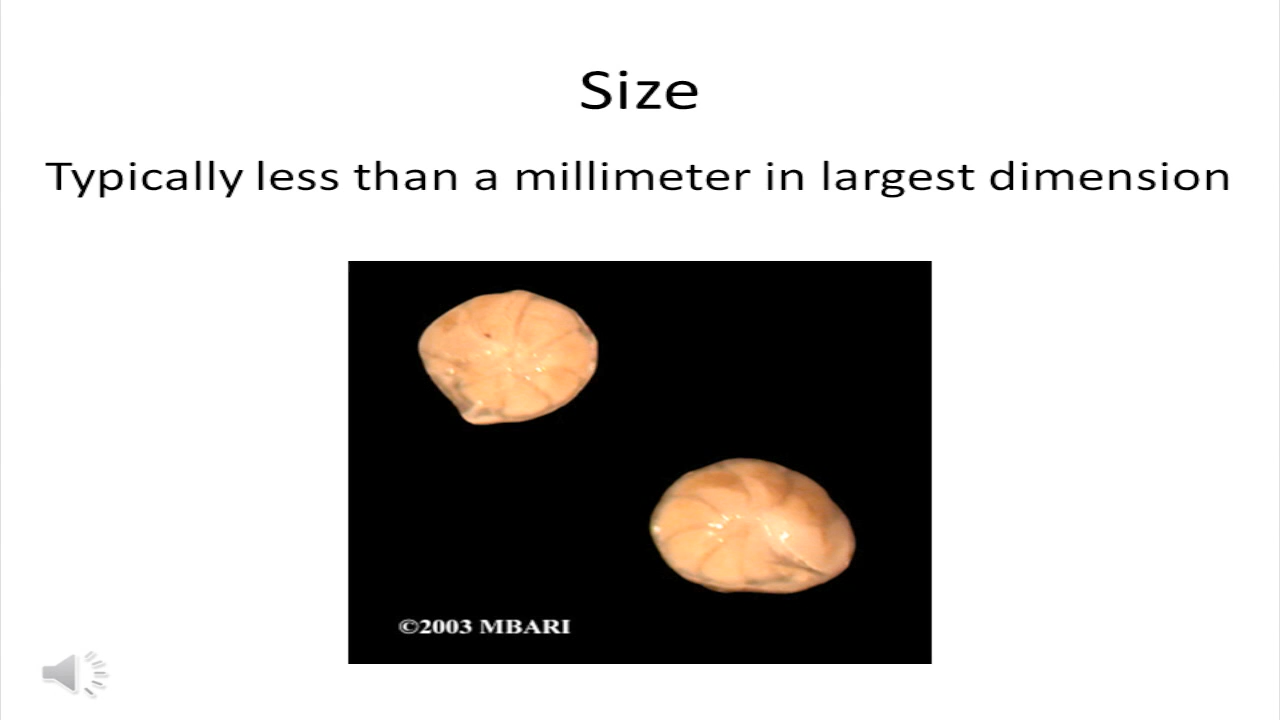 Size
Typically less than a millimeter in largest dimension
©2003 MBARI